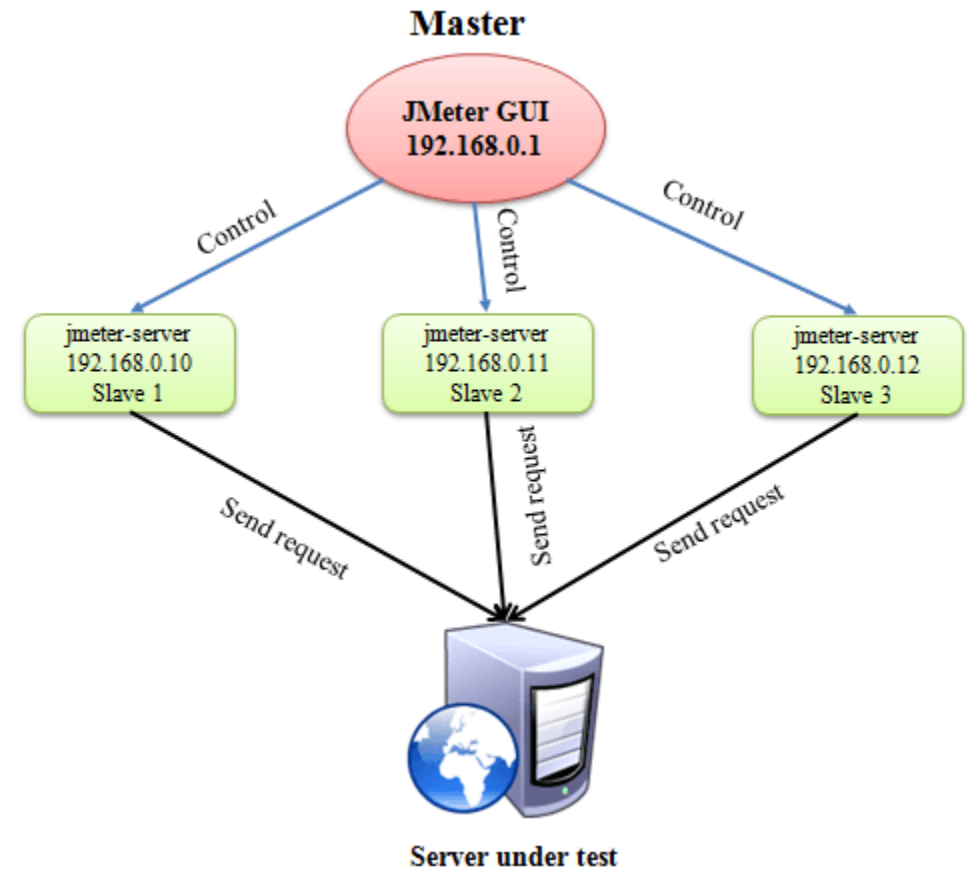 Master
JMeter GUI
192.168.0.1
Control
Control
Control
jmeter-server
192.168.0.10
Slave 1
jmeter-server
192.168.0.11
Slave 2
jmeter-server
192.168.0.12
Slave 3
Send request
Send request
Send request
Server under test